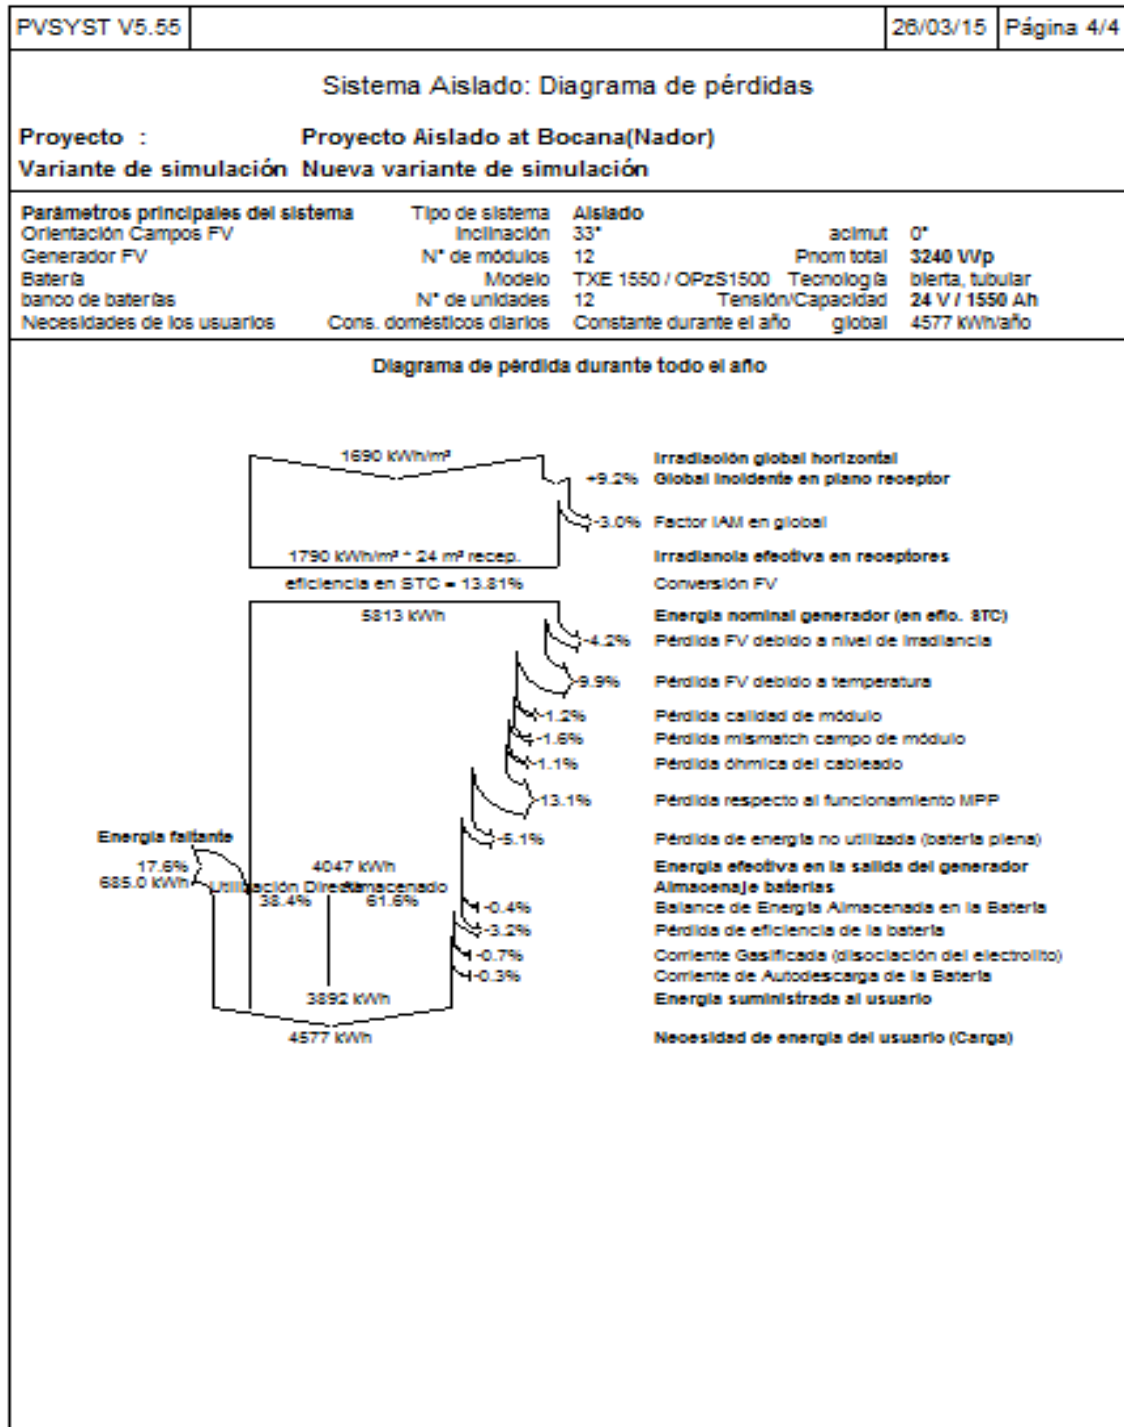 PVSYST V5.55 26/03/15 Página 4/4
Sistema Aislado: Diagrama de pérdidas
Proyecto : Proyecto Aislado at Bocana(Nador)
Variante de simulación Nueva variante de simulación
Parámetros principales del sistema Tipo de sistema Aislado
Orientación Campos FV Inclinación 33° acimut 0°
Generador FV N° de módulos 12 Pnom total 3240 Wp
Batería Modelo TXE 1550 / OPzS1500 Tecnología bierta, tubular
banco de baterías N° de unidades 12 Tensión/Capacidad 24 V / 1550 Ah
Necesidades de los usuarios Cons. domésticos diarios Constante durante el año global 4577 kWh/año
Diagrama de pérdida durante todo el año
1690 kWh/m² Irradiación global horizontal
+9.2% Global incidente en plano receptor
-3.0% Factor IAM en global
1790 kWh/m² * 24 m² recep. Irradiancia efectiva en receptores
eficiencia en STC = 13.81% Conversión FV
5813 kWh Energía nominal generador (en efic. STC)
-4.2% Pérdida FV debido a nivel de irradiancia
-9.9% Pérdida FV debido a temperatura
-1.2% Pérdida calidad de módulo
-1.6% Pérdida mismatch campo de módulo
-1.1% Pérdida óhmica del cableado
-13.1% Pérdida respecto al funcionamiento MPP
Energía faltante -5.1% Pérdida de energía no utilizada (batería plena)
17.6% 4047 kWh Energía efectiva en la salida del generador
685.0 kWh Utilización Direct Almacenado Almacenaje baterías
38.4% 61.6% -0.4% Balance de Energía Almacenada en la Batería
-3.2% Pérdida de eficiencia de la batería
-0.7% Corriente Gasificada (disociación del electrolito)
-0.3% Corriente de Autodescarga de la Batería
3892 kWh Energía suministrada al usuario
4577 kWh Necesidad de energía del usuario (Carga)